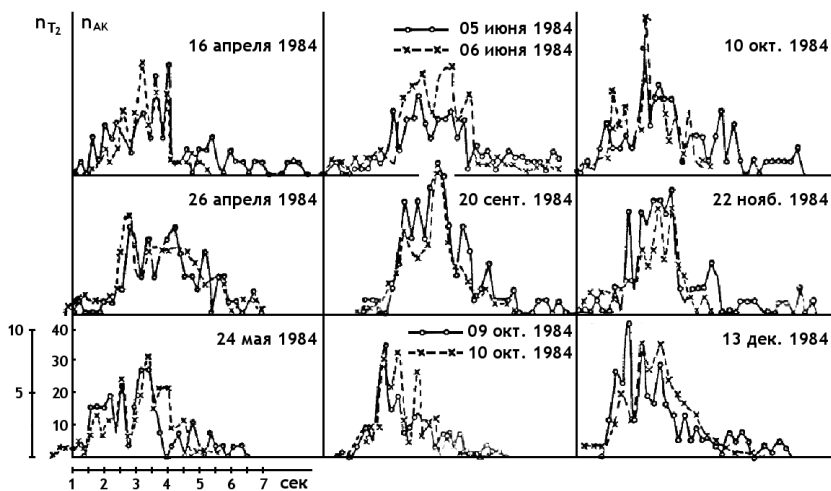 n_T₂ n_АК
16 апреля 1984
05 июня 1984
06 июня 1984
10 окт. 1984
26 апреля 1984
20 сент. 1984
22 нояб. 1984
24 мая 1984
09 окт. 1984
10 окт. 1984
13 дек. 1984
10 40
30
5 20
10
1 2 3 4 5 6 7 сек